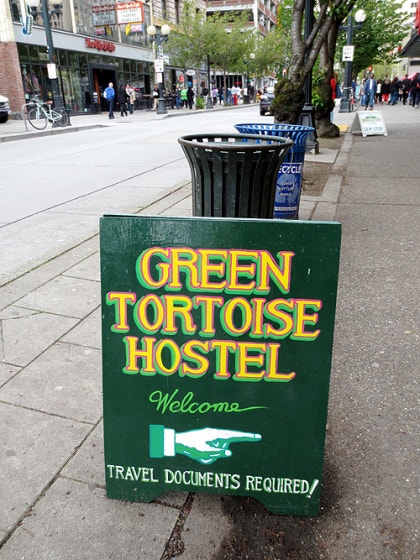 GREEN
TORTOISE
HOSTEL
Welcome
TRAVEL DOCUMENTS REQUIRED!